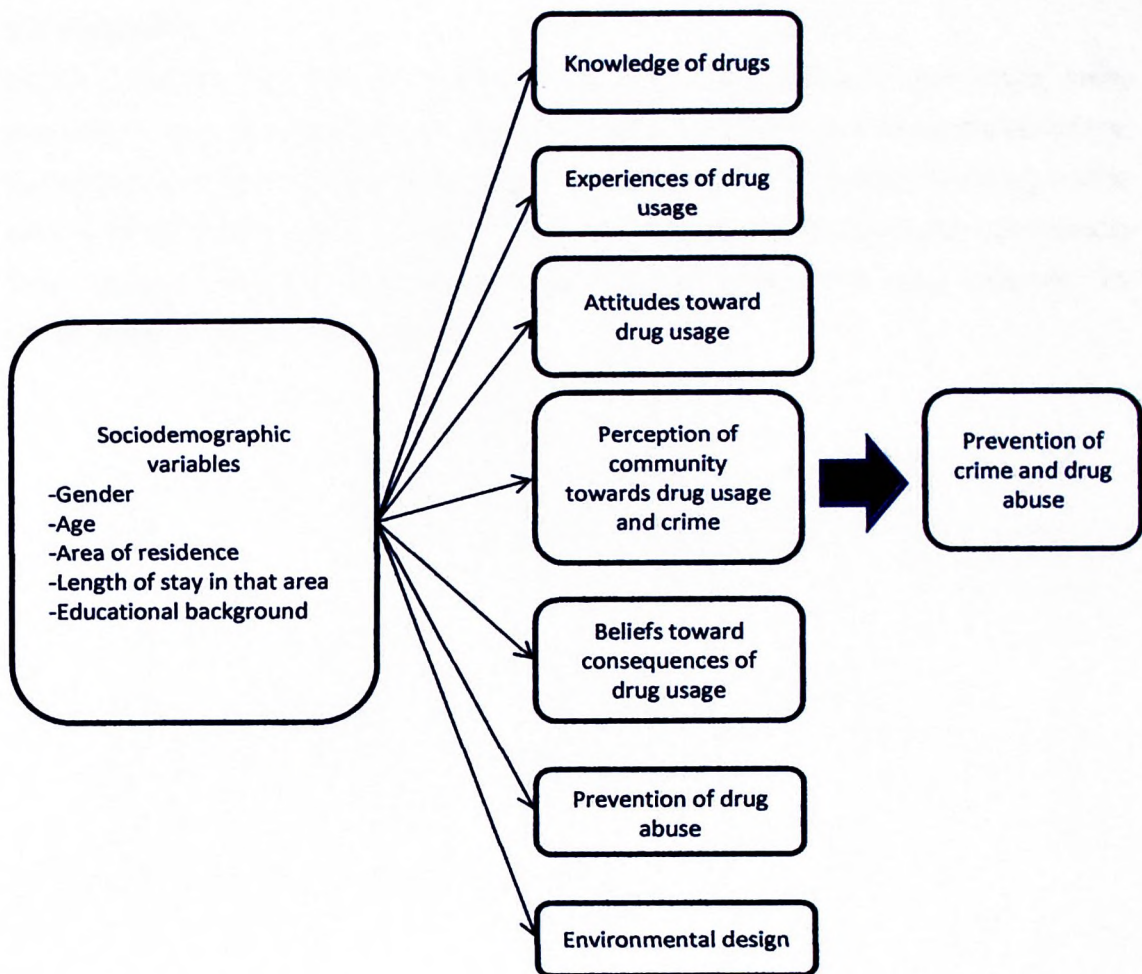 Knowledge of drugs
Experiences of drug
usage
Attitudes toward
drug usage
Sociodemographic
variables
-Gender
-Age
-Area of residence
-Length of stay in that area
-Educational background
Perception of
community
towards drug usage
and crime
Prevention of
crime and drug
abuse
Beliefs toward
consequences of
drug usage
Prevention of drug
abuse
Environmental design